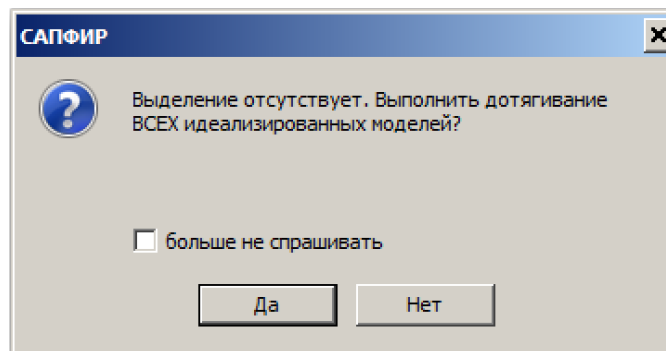 САПФИР
Выделение отсутствует. Выполнить дотягивание
ВСЕХ идеализированных моделей?
больше не спрашивать
Да
Нет